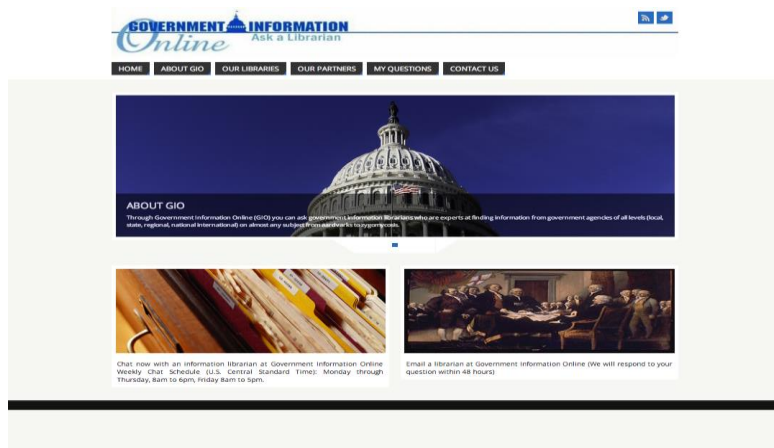 GOVERNMENT INFORMATION
Online Ask a Librarian
HOME ABOUT GIO OUR LIBRARIES OUR PARTNERS MY QUESTIONS CONTACT US
ABOUT GIO
Through Government Information Online (GIO) you can ask government information librarians who are experts at finding information from government agencies of all levels (local,
state, regional, national international) on almost any subject from aardvarks to zygomycosis.
Chat now with an information librarian at Government Information Online
Weekly Chat Schedule (U.S. Central Standard Time): Monday through
Thursday, 8am to 6pm, Friday 8am to 5pm.
Email a librarian at Government Information Online (We will respond to your
question within 48 hours)